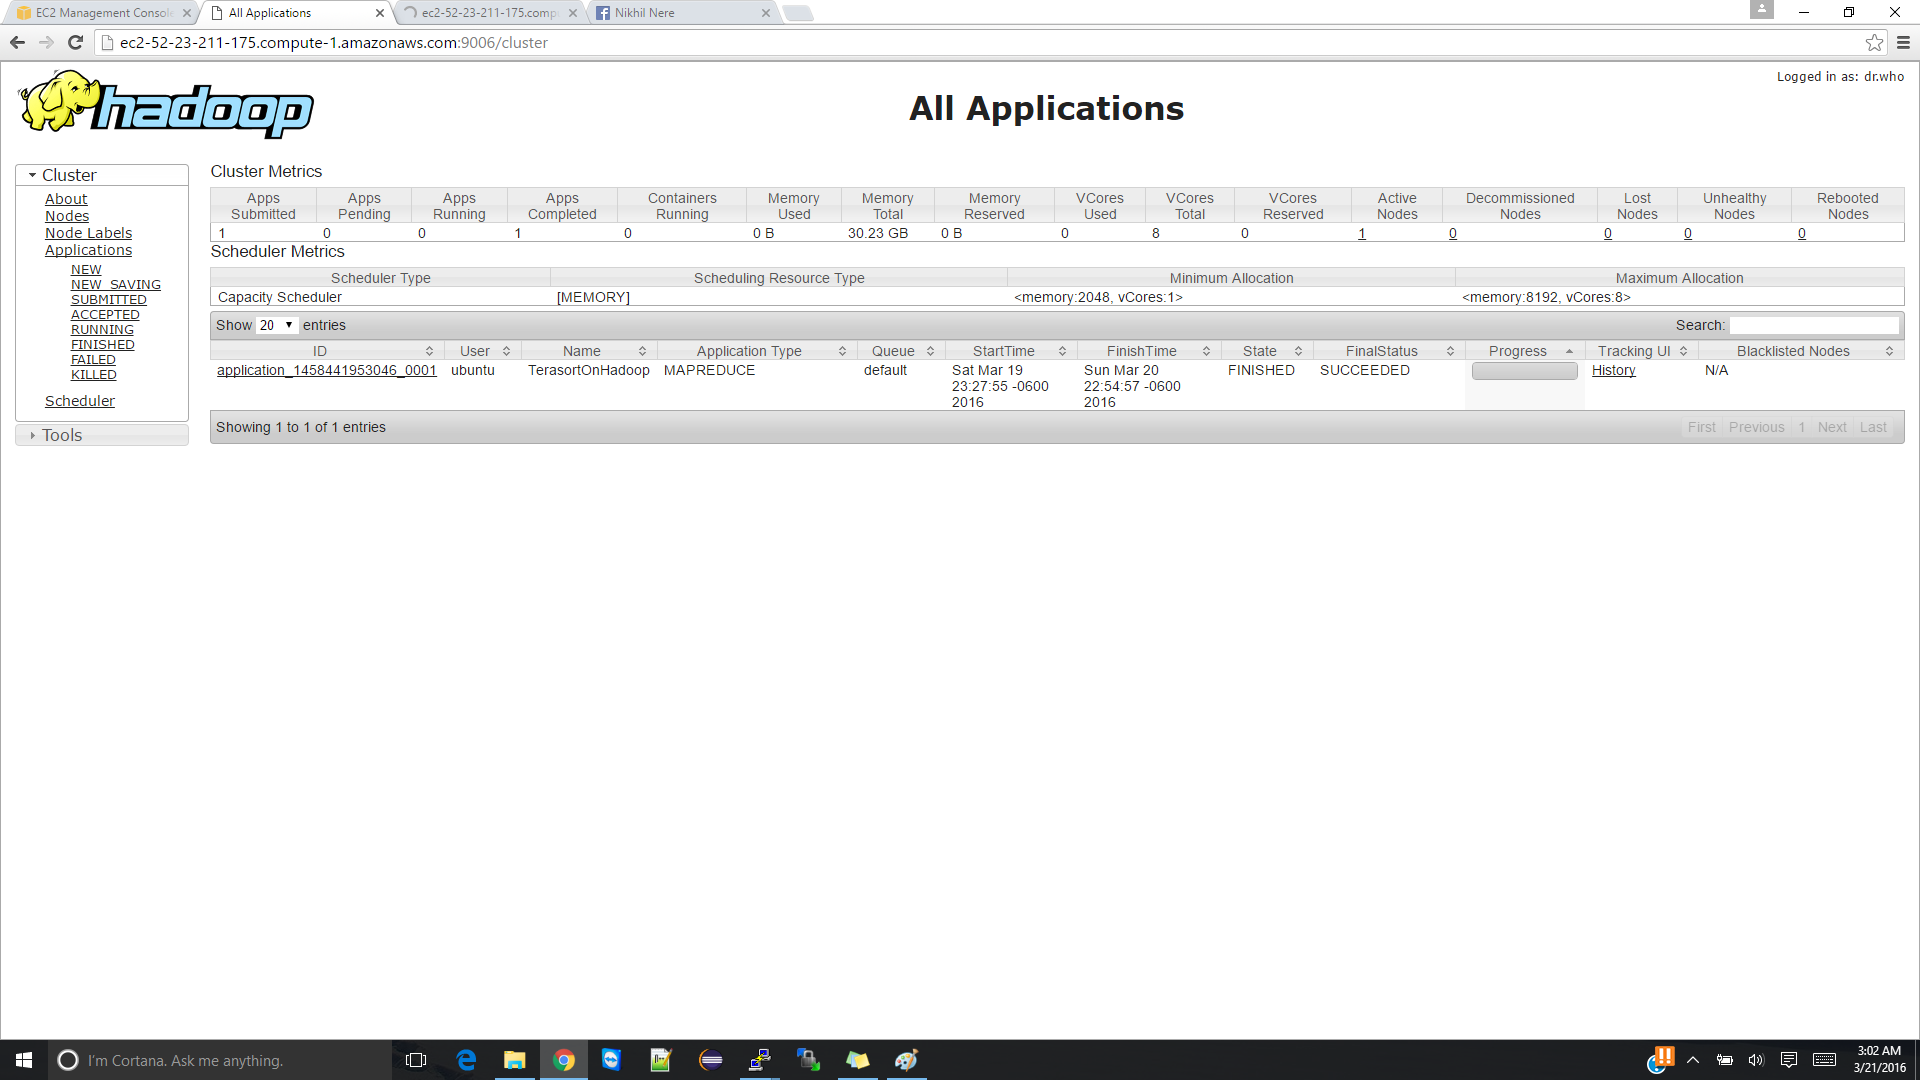 EC2 Management Consol
All Applications
ec2-52-23-211-175.comp
Nikhil Nere
ec2-52-23-211-175.compute-1.amazonaws.com:9006/cluster
Logged in as: dr.who
hadoop
All Applications
Cluster
About
Nodes
Node Labels
Applications
NEW
NEW_SAVING
SUBMITTED
ACCEPTED
RUNNING
FINISHED
FAILED
KILLED
Scheduler
Tools
Cluster Metrics
Apps Submitted Apps Pending Apps Running Apps Completed Containers Running Memory Used Memory Total Memory Reserved VCores Used VCores Total VCores Reserved Active Nodes Decommissioned Nodes Lost Nodes Unhealthy Nodes Rebooted Nodes
1 0 0 1 0 0 B 30.23 GB 0 B 0 8 0 1 0 0 0 0
Scheduler Metrics
Scheduler Type Scheduling Resource Type Minimum Allocation Maximum Allocation
Capacity Scheduler [MEMORY] <memory:2048, vCores:1> <memory:8192, vCores:8>
Show 20 entries Search:
ID User Name Application Type Queue StartTime FinishTime State FinalStatus Progress Tracking UI Blacklisted Nodes
application_1458441953046_0001 ubuntu TerasortOnHadoop MAPREDUCE default Sat Mar 19 23:27:55 -0600 2016 Sun Mar 20 22:54:57 -0600 2016 FINISHED SUCCEEDED History N/A
Showing 1 to 1 of 1 entries First Previous 1 Next Last
I'm Cortana. Ask me anything.
3:02 AM
3/21/2016